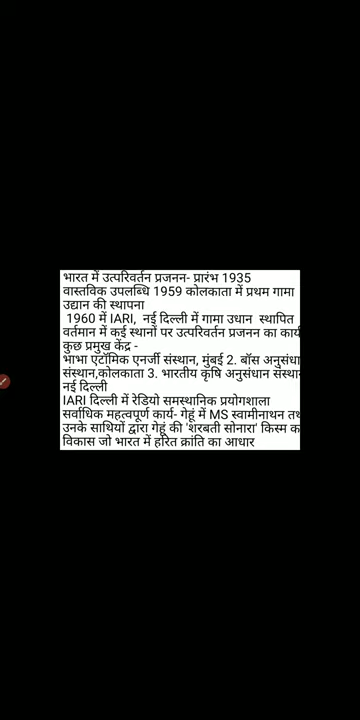 भारत में उत्परिवर्तन प्रजनन- प्रारंभ 1935
वास्तविक उपलब्धि 1959 कोलकाता में प्रथम गामा
उद्यान की स्थापना
1960 में IARI, नई दिल्ली में गामा उधान स्थापित
वर्तमान में कई स्थानों पर उत्परिवर्तन प्रजनन का कार्य
कुछ प्रमुख केंद्र -
भाभा एटॉमिक एनर्जी संस्थान, मुंबई 2. बॉस अनुसंधा
संस्थान,कोलकाता 3. भारतीय कृषि अनुसंधान संस्था
नई दिल्ली
IARI दिल्ली में रेडियो समस्थानिक प्रयोगशाला
सर्वाधिक महत्वपूर्ण कार्य- गेहूं में MS स्वामीनाथन तथ
उनके साथियों द्वारा गेहूं की 'शरबती सोनारा' किस्म क
विकास जो भारत में हरित क्रांति का आधार